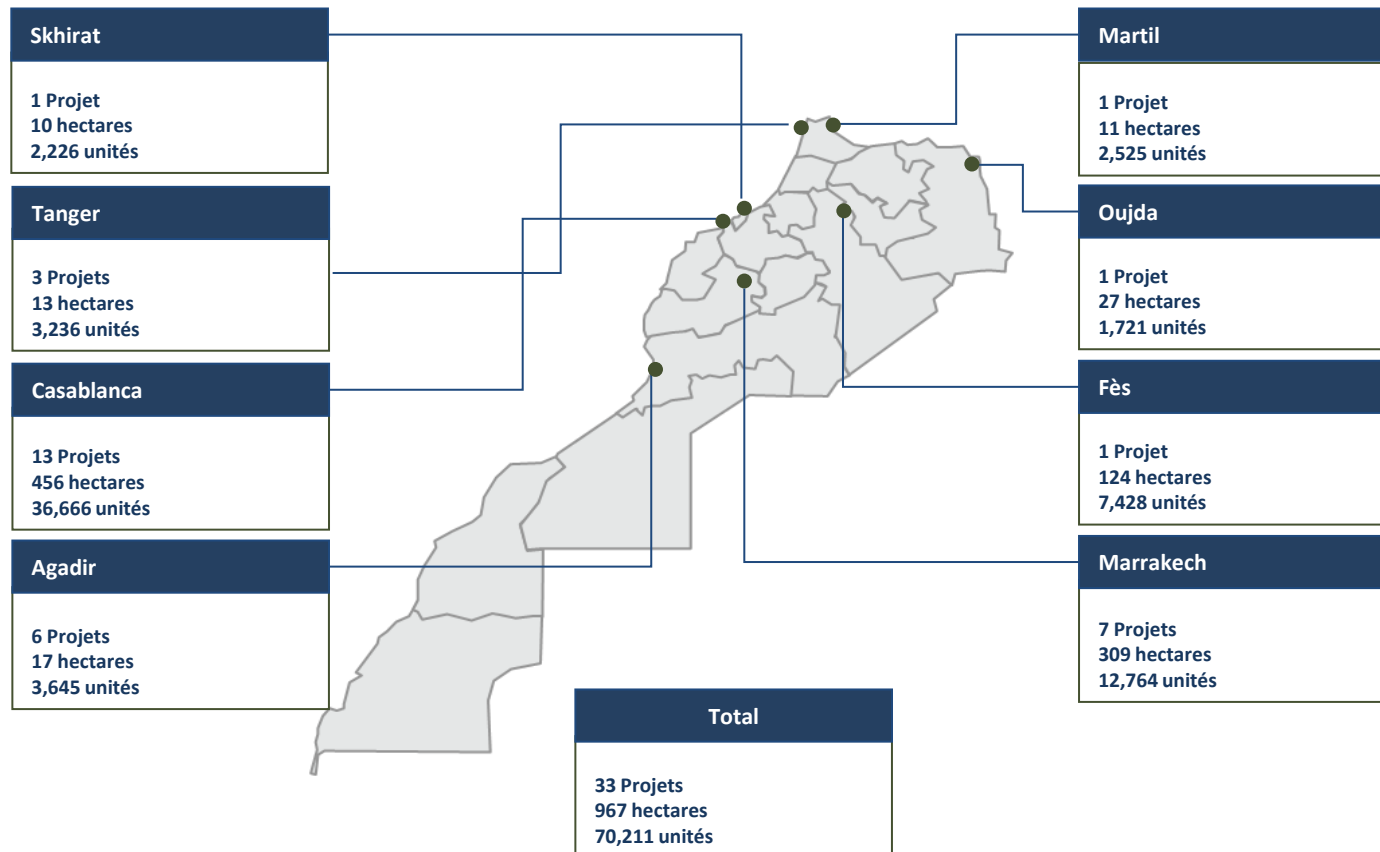 Skhirat
1 Projet
10 hectares
2,226 unités
Tanger
3 Projets
13 hectares
3,236 unités
Casablanca
13 Projets
456 hectares
36,666 unités
Agadir
6 Projets
17 hectares
3,645 unités
Martil
1 Projet
11 hectares
2,525 unités
Oujda
1 Projet
27 hectares
1,721 unités
Fès
1 Projet
124 hectares
7,428 unités
Marrakech
7 Projets
309 hectares
12,764 unités
Total
33 Projets
967 hectares
70,211 unités